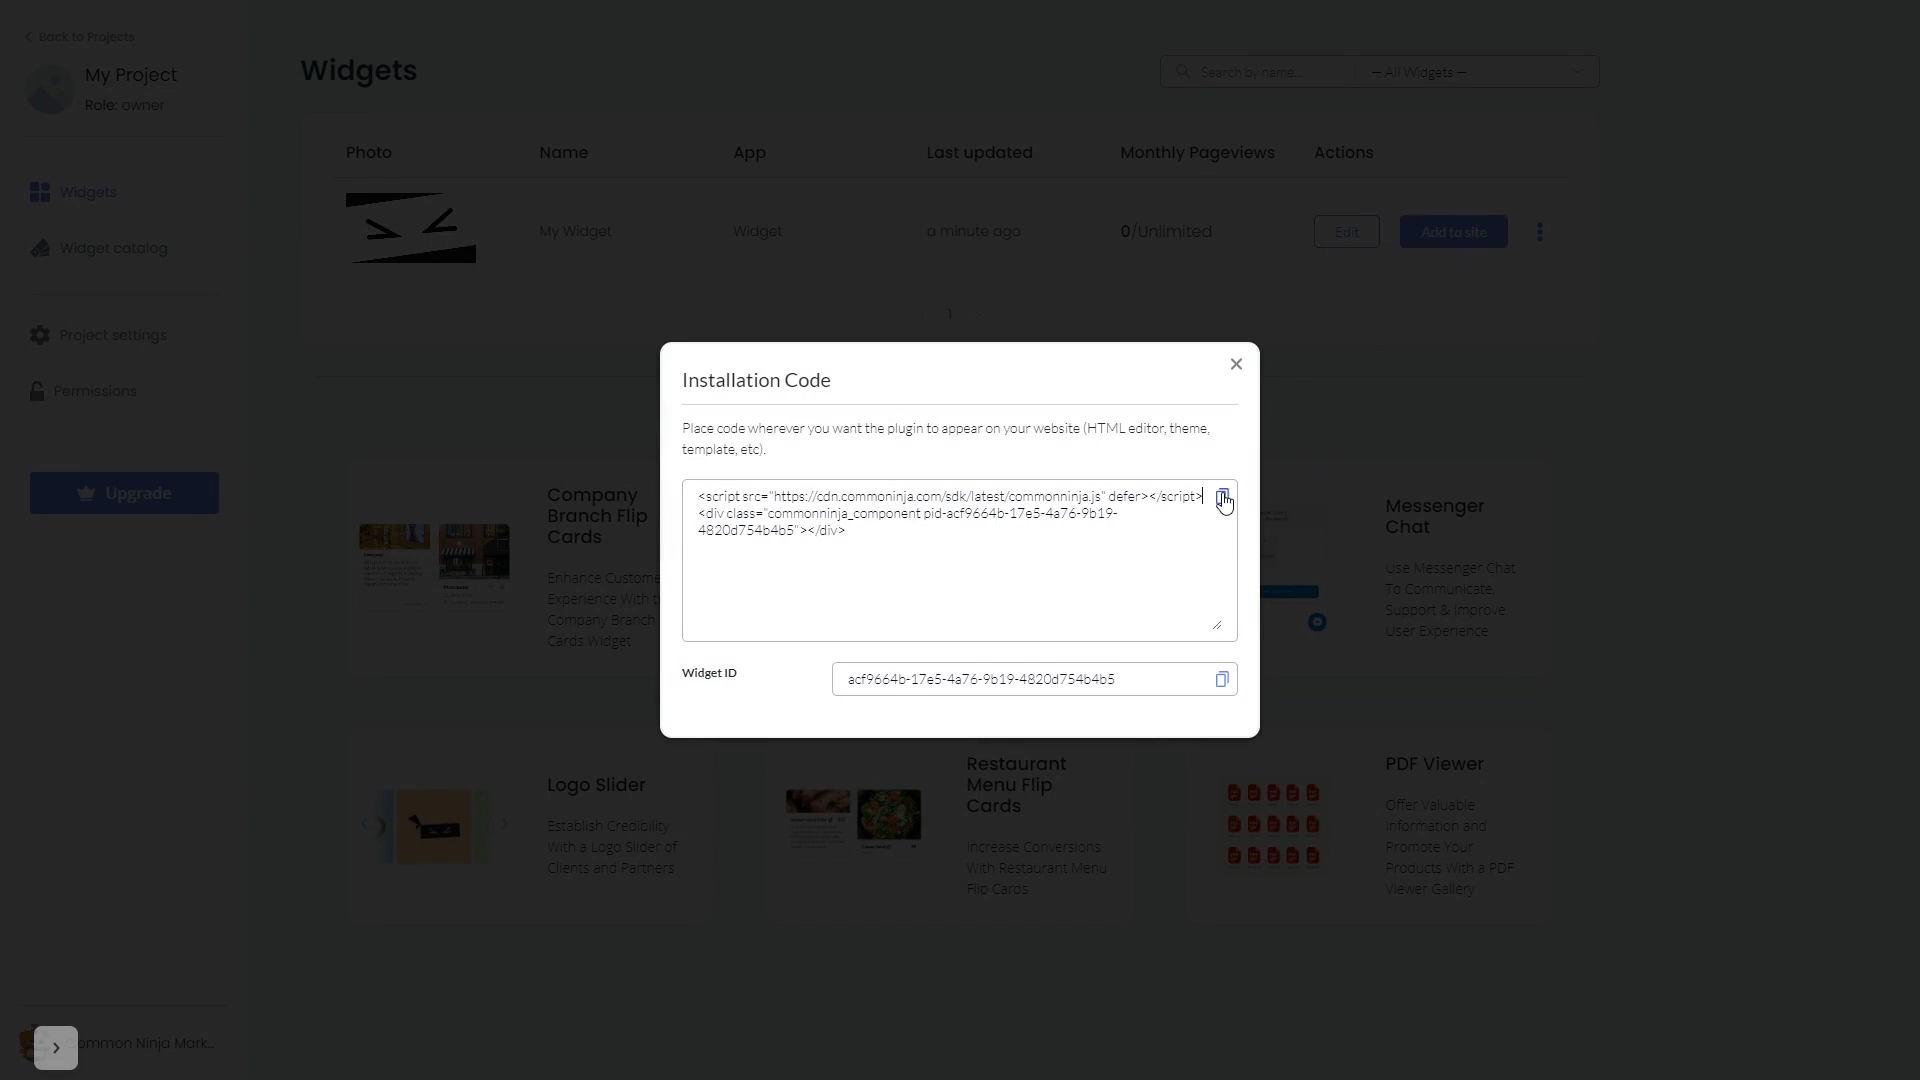 Back to Projects
My Project
Role: owner
Widgets
Widget catalog
Project settings
Permissions
Upgrade
Common Ninja Mark...
Widgets
Search by name...
— All Widgets —
Photo
Name
App
Last updated
Monthly Pageviews
Actions
My Widget
Widget
a minute ago
0/Unlimited
Edit
Add to site
1
Installation Code
Place code wherever you want the plugin to appear on your website (HTML editor, theme,
template, etc).
<script src="https://cdn.commoninja.com/sdk/latest/commonninja.js" defer></script>
<div class="commonninja_component pid-acf9664b-17e5-4a76-9b19-
4820d754b4b5"></div>
Widget ID
acf9664b-17e5-4a76-9b19-4820d754b4b5
Company
Branch Flip
Cards
Enhance Custome
Experience With t
Company Branch
Cards Widget
Messenger
Chat
Use Messenger Chat
To Communicate,
Support & Improve
User Experience
Logo Slider
Establish Credibility
With a Logo Slider of
Clients and Partners
Restaurant
Menu Flip
Cards
Increase Conversions
With Restaurant Menu
Flip Cards
PDF Viewer
Offer Valuable
Information and
Promote Your
Products With a PDF
Viewer Gallery